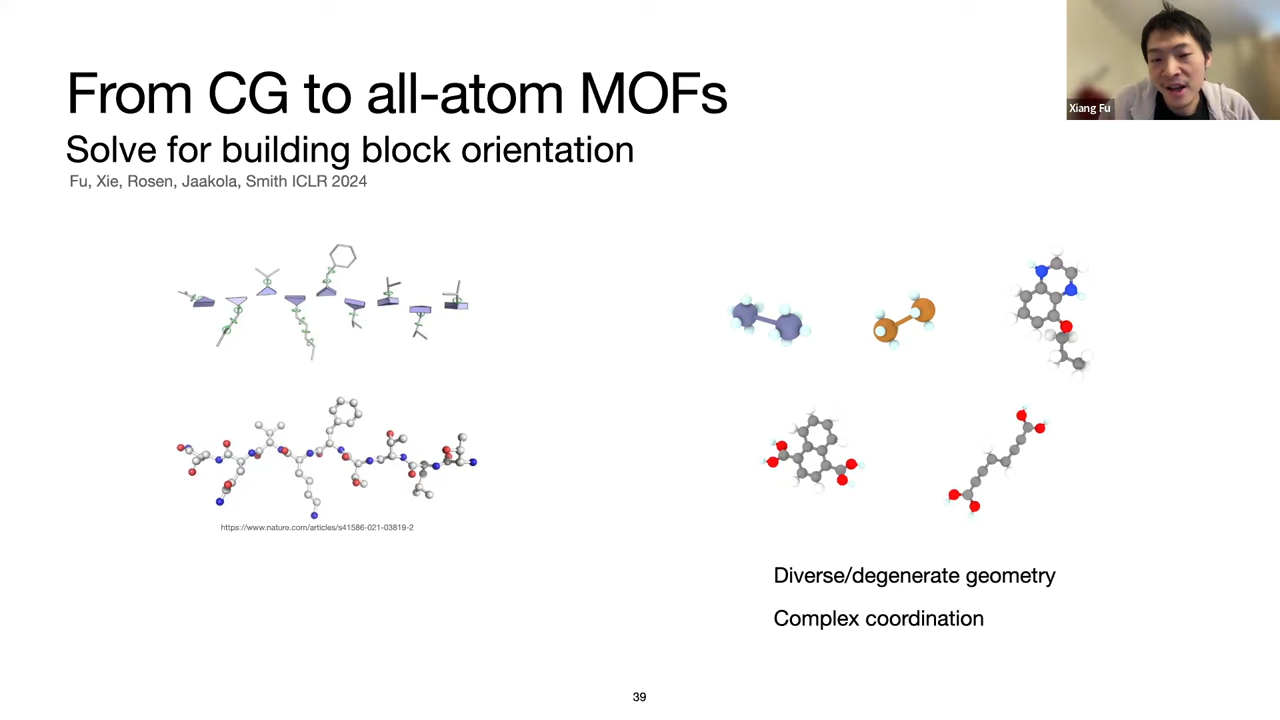 From CG to all-atom MOFs
Solve for building block orientation
Fu, Xie, Rosen, Jaakola, Smith ICLR 2024
Xiang Fu
https://www.nature.com/articles/s41586-021-03819-2
Diverse/degenerate geometry
Complex coordination
39